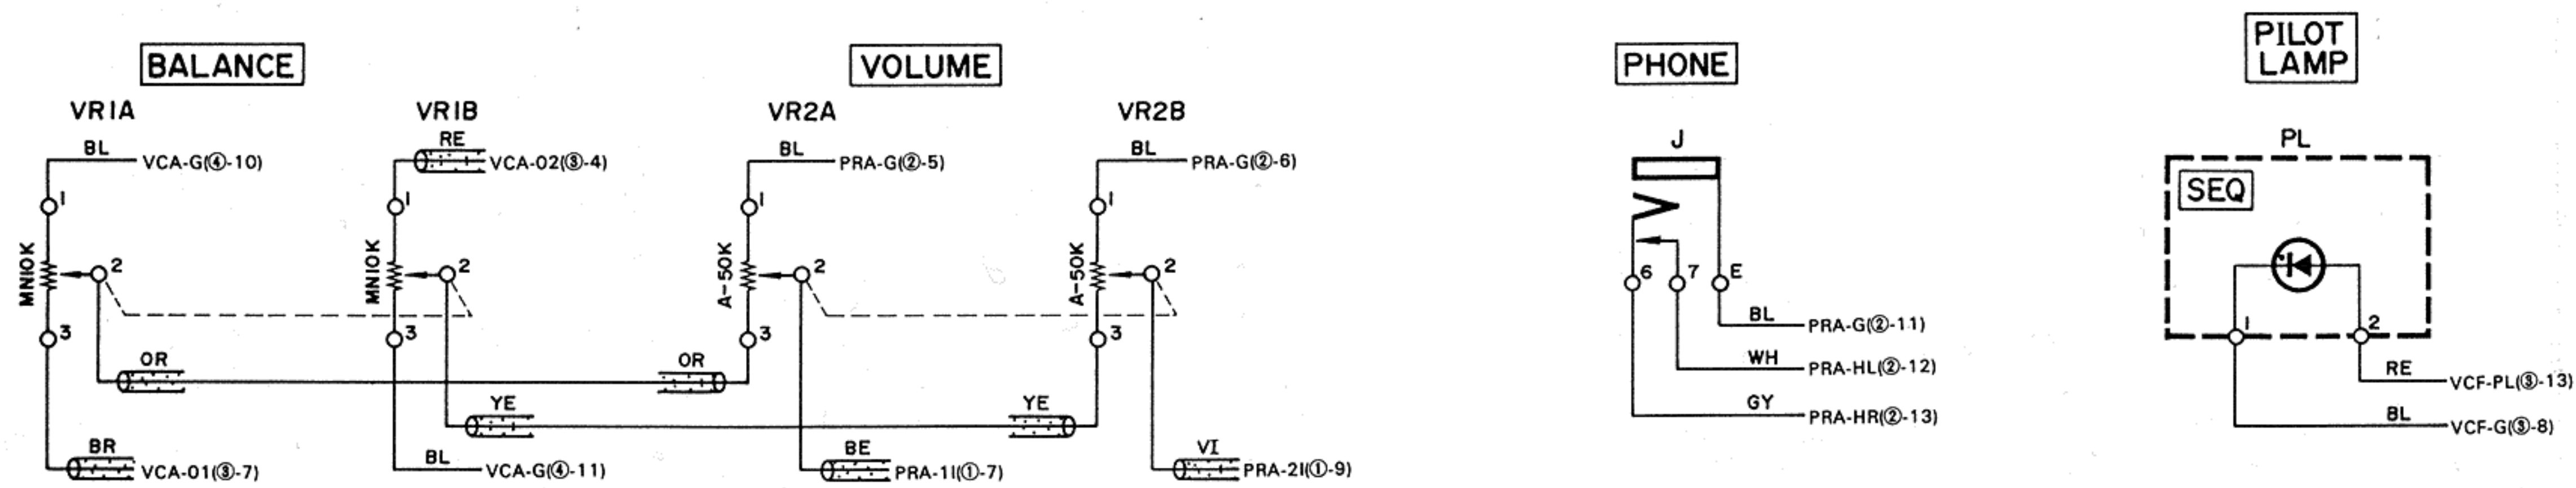 BALANCE
VOLUME
PHONE
PILOT
LAMP
VR1A
VR1B
VR2A
VR2B
J
PL
BL
VCA-G(④-10)
RE
VCA-02(③-4)
BL
PRA-G(②-5)
BL
PRA-G(②-6)
SEQ
1
1
1
1
MN10K
2
MN10K
2
A-50K
2
A-50K
2
6
7
E
3
3
3
3
1
2
BL
PRA-G(②-11)
OR
OR
WH
PRA-HL(②-12)
RE
VCF-PL(③-13)
YE
YE
GY
PRA-HR(②-13)
BL
VCF-G(③-8)
BR
VCA-01(③-7)
BL
VCA-G(④-11)
BE
PRA-1I(①-7)
VI
PRA-2I(①-9)